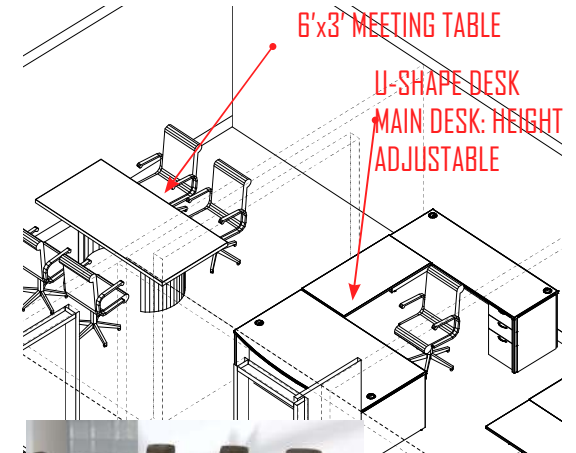 6'x3' MEETING TABLE
U-SHAPE DESK
MAIN DESK: HEIGHT
ADJUSTABLE